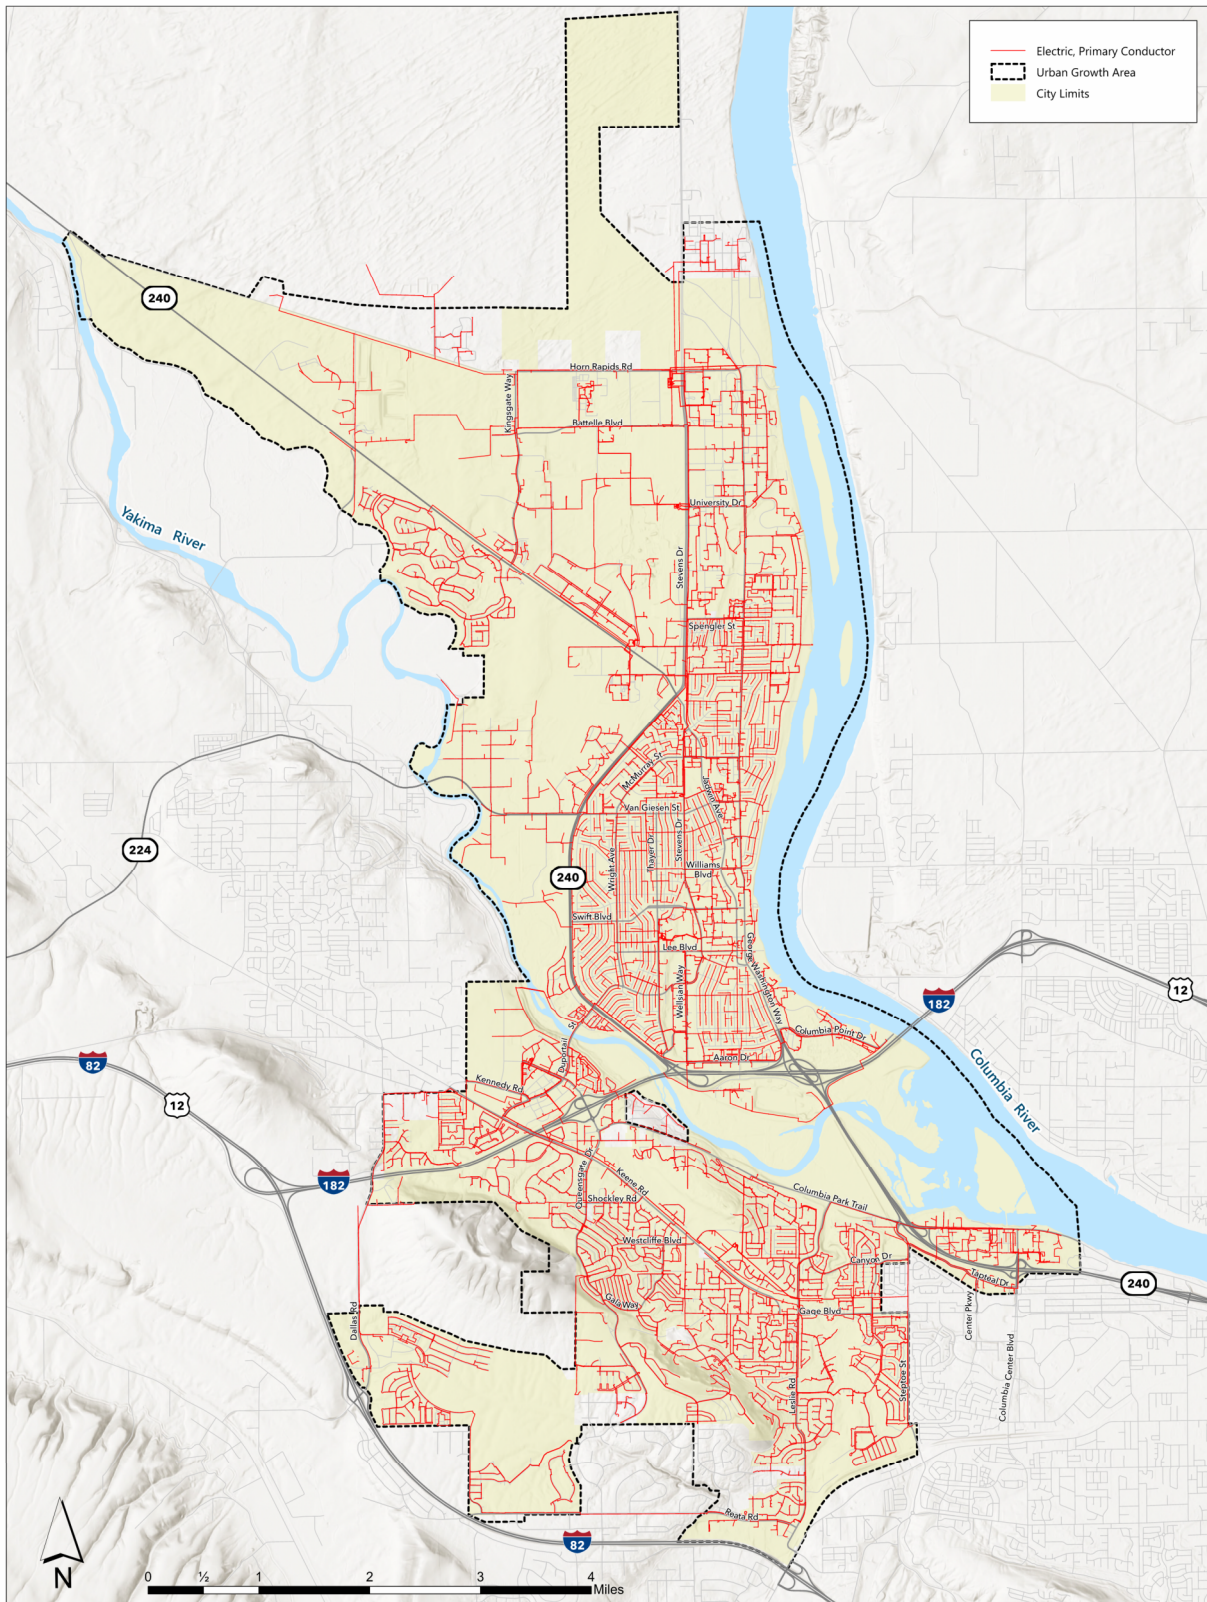 Electric, Primary Conductor
Urban Growth Area
City Limits
240
Horn Rapids Rd
Kingsgate Way
Battelle Blvd
University Dr
Yakima River
Stevens Dr
Spengler St
McMurray St
Jadwin Ave
Van Giesen St
224
Wright Ave
Thayer Dr
Stevens Dr
Williams
Blvd
240
Swift Blvd
Lee Blvd
George Washington Way
Wellsian Way
12
182
Columbia Point Dr
Duportail St
Aaron Dr
82
Kennedy Rd
12
Columbia River
182
Queensgate Dr
Keene Rd
Shockley Rd
Columbia Park Trail
Westcliffe Blvd
Canyon Dr
Tapteal Dr
240
Gala Way
Gage Blvd
Dallas Rd
Center Pkwy
Columbia Center Blvd
Steptoe St
Leslie Rd
Reata Rd
82
N
0 ½ 1 2 3 4
Miles